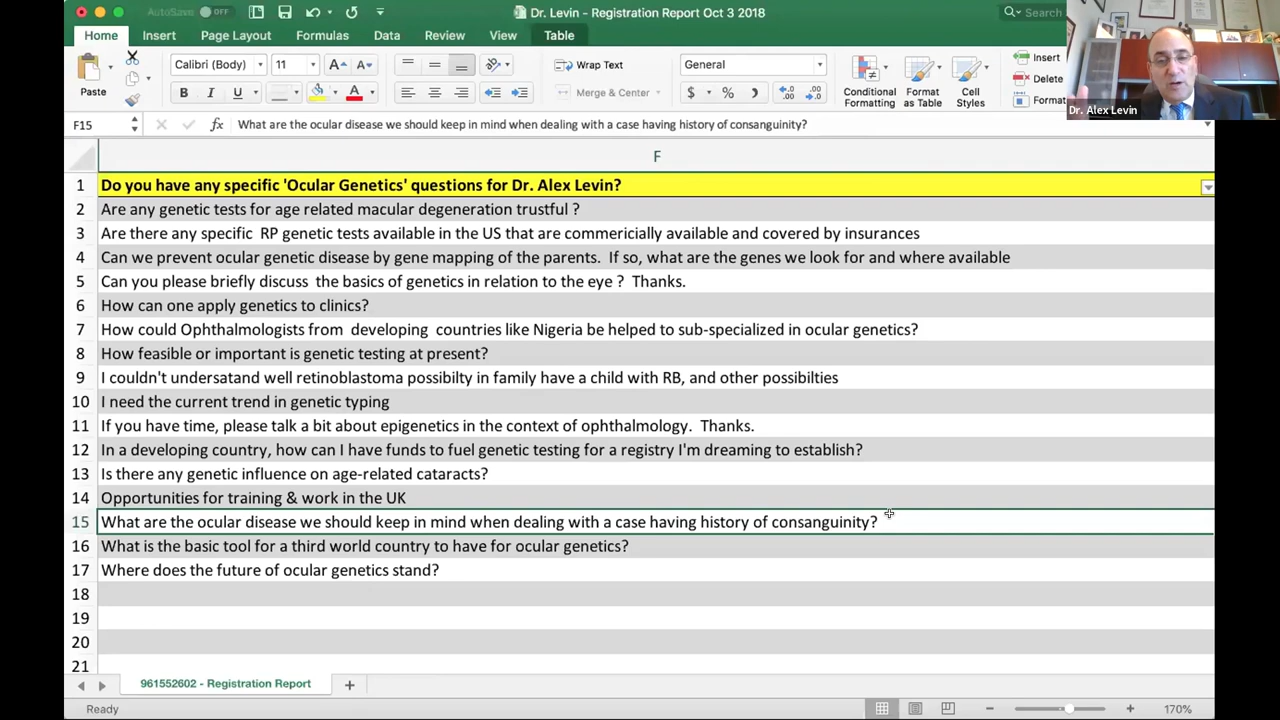 AutoSave OFF
Dr. Levin - Registration Report Oct 3 2018
Search
Home Insert Page Layout Formulas Data Review View Table
Paste
Calibri (Body) 11 A A
B I U A
Wrap Text
Merge & Center
General
$ % 
Conditional Formatting
Format as Table
Cell Styles
Insert
Delete
Format
Dr. Alex Levin
F15 fx What are the ocular disease we should keep in mind when dealing with a case having history of consanguinity?
F
1 Do you have any specific 'Ocular Genetics' questions for Dr. Alex Levin?
2 Are any genetic tests for age related macular degeneration trustful ?
3 Are there any specific RP genetic tests available in the US that are commericially available and covered by insurances
4 Can we prevent ocular genetic disease by gene mapping of the parents. If so, what are the genes we look for and where available
5 Can you please briefly discuss the basics of genetics in relation to the eye ? Thanks.
6 How can one apply genetics to clinics?
7 How could Ophthalmologists from developing countries like Nigeria be helped to sub-specialized in ocular genetics?
8 How feasible or important is genetic testing at present?
9 I couldn't undersatand well retinoblastoma possibilty in family have a child with RB, and other possibilties
10 I need the current trend in genetic typing
11 If you have time, please talk a bit about epigenetics in the context of ophthalmology. Thanks.
12 In a developing country, how can I have funds to fuel genetic testing for a registry I'm dreaming to establish?
13 Is there any genetic influence on age-related cataracts?
14 Opportunities for training & work in the UK
15 What are the ocular disease we should keep in mind when dealing with a case having history of consanguinity?
16 What is the basic tool for a third world country to have for ocular genetics?
17 Where does the future of ocular genetics stand?
18
19
20
21
961552602 - Registration Report
Ready
170%